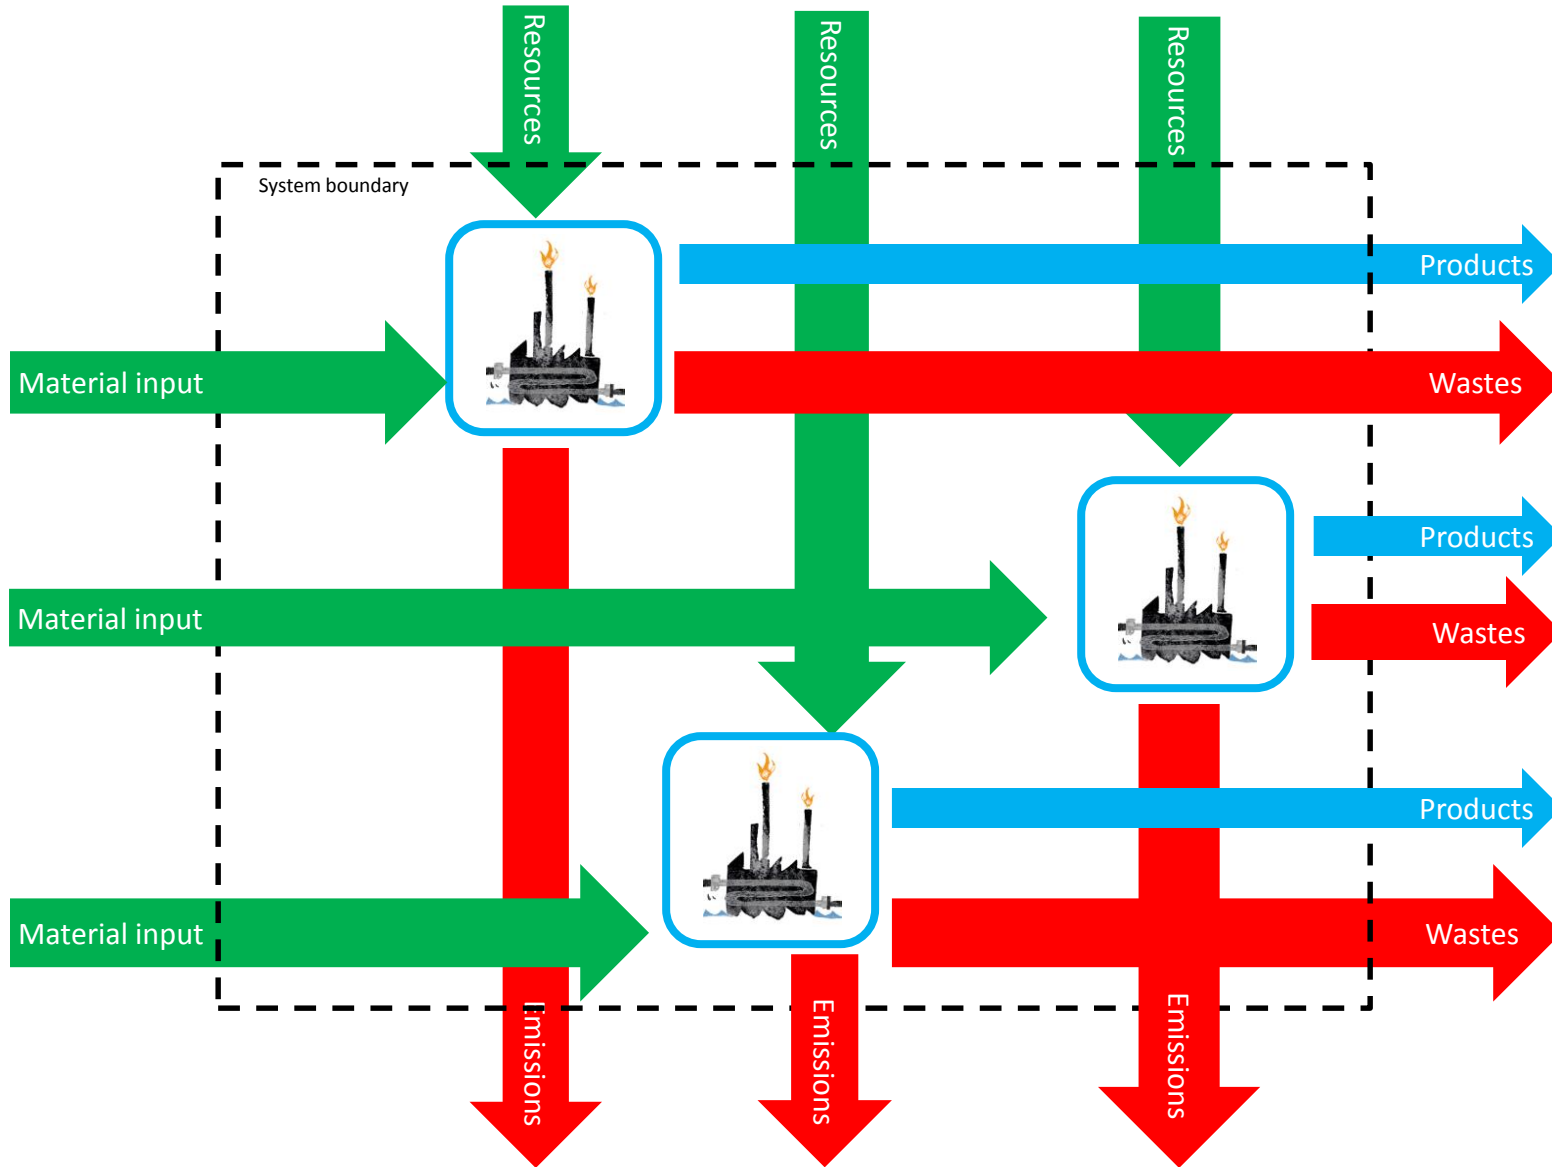 Resources
Resources
Resources
System boundary
Products
Material input
Wastes
Products
Material input
Wastes
Products
Material input
Wastes
Emissions
Emissions
Emissions